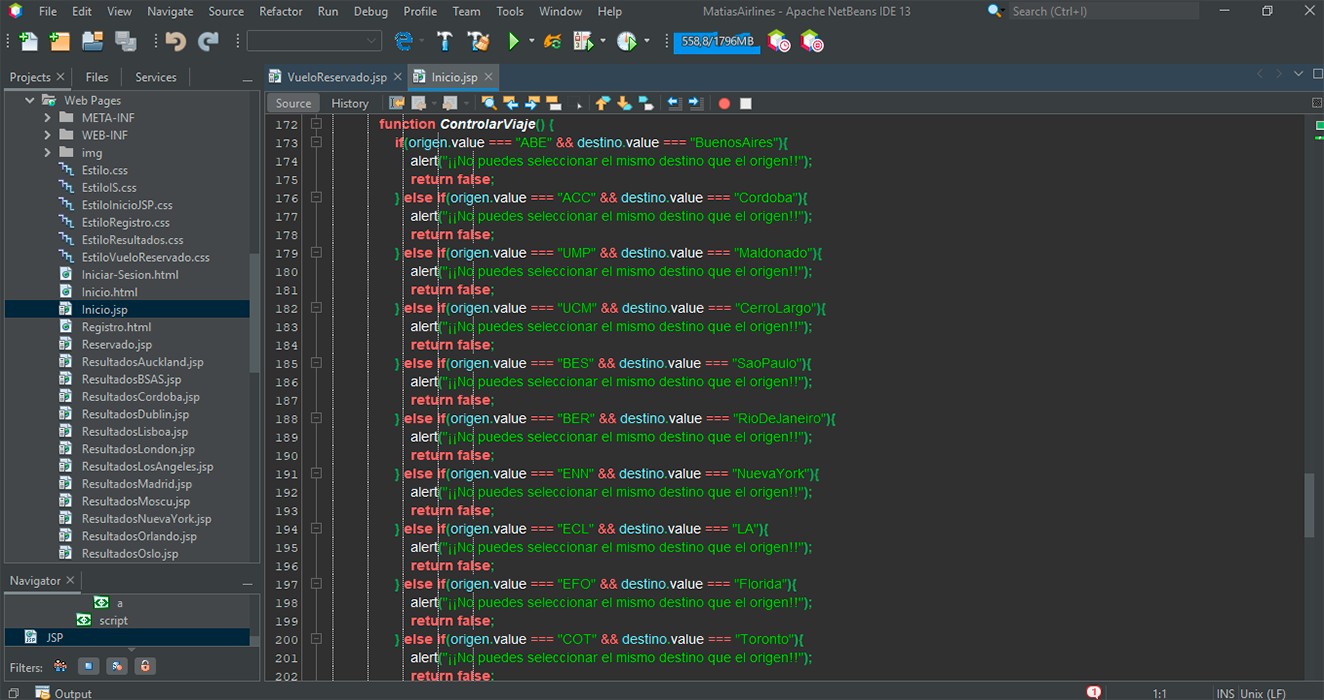 File Edit View Navigate Source Refactor Run Debug Profile Team Tools Window Help MatiasAirlines - Apache NetBeans IDE 13 Search (Ctrl+I)
558,8/1796MB
Projects Files Services
VueloReservado.jsp Inicio.jsp
Source History
Web Pages
META-INF
WEB-INF
img
Estilo.css
EstiloIS.css
EstiloInicioJSP.css
EstiloRegistro.css
EstiloResultados.css
EstiloVueloReservado.css
Iniciar-Sesion.html
Inicio.html
Inicio.jsp
Registro.html
Reservado.jsp
ResultadosAuckland.jsp
ResultadosBSAS.jsp
ResultadosCordoba.jsp
ResultadosDublin.jsp
ResultadosLisboa.jsp
ResultadosLondon.jsp
ResultadosLosAngeles.jsp
ResultadosMadrid.jsp
ResultadosMoscu.jsp
ResultadosNuevaYork.jsp
ResultadosOrlando.jsp
ResultadosOslo.jsp
Navigator
a
script
JSP
Filters:
172 function ControlarViaje() {
173 if(origen.value === "ABE" && destino.value === "BuenosAires"){
174 alert("¡¡No puedes seleccionar el mismo destino que el origen!!");
175 return false;
176 } else if(origen.value === "ACC" && destino.value === "Cordoba"){
177 alert("¡¡No puedes seleccionar el mismo destino que el origen!!");
178 return false;
179 } else if(origen.value === "UMP" && destino.value === "Maldonado"){
180 alert("¡¡No puedes seleccionar el mismo destino que el origen!!");
181 return false;
182 } else if(origen.value === "UCM" && destino.value === "CerroLargo"){
183 alert("¡¡No puedes seleccionar el mismo destino que el origen!!");
184 return false;
185 } else if(origen.value === "BES" && destino.value === "SaoPaulo"){
186 alert("¡¡No puedes seleccionar el mismo destino que el origen!!");
187 return false;
188 } else if(origen.value === "BER" && destino.value === "RioDeJaneiro"){
189 alert("¡¡No puedes seleccionar el mismo destino que el origen!!");
190 return false;
191 } else if(origen.value === "ENN" && destino.value === "NuevaYork"){
192 alert("¡¡No puedes seleccionar el mismo destino que el origen!!");
193 return false;
194 } else if(origen.value === "ECL" && destino.value === "LA"){
195 alert("¡¡No puedes seleccionar el mismo destino que el origen!!");
196 return false;
197 } else if(origen.value === "EFO" && destino.value === "Florida"){
198 alert("¡¡No puedes seleccionar el mismo destino que el origen!!");
199 return false;
200 } else if(origen.value === "COT" && destino.value === "Toronto"){
201 alert("¡¡No puedes seleccionar el mismo destino que el origen!!");
202 return false;
Output 1 1:1 INS Unix (LF)